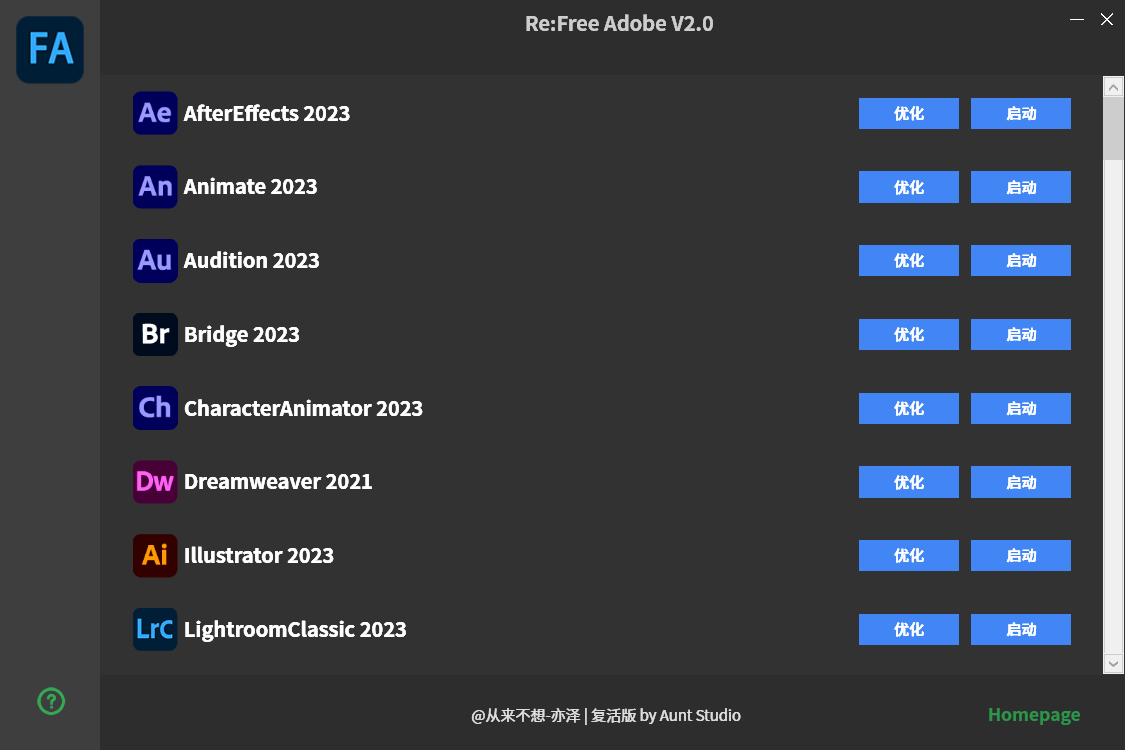 FA
Re:Free Adobe V2.0
Ae AfterEffects 2023 优化 启动
An Animate 2023 优化 启动
Au Audition 2023 优化 启动
Br Bridge 2023 优化 启动
Ch CharacterAnimator 2023 优化 启动
Dw Dreamweaver 2021 优化 启动
Ai Illustrator 2023 优化 启动
LrC LightroomClassic 2023 优化 启动
?
@从来不想-亦泽 | 复活版 by Aunt Studio
Homepage